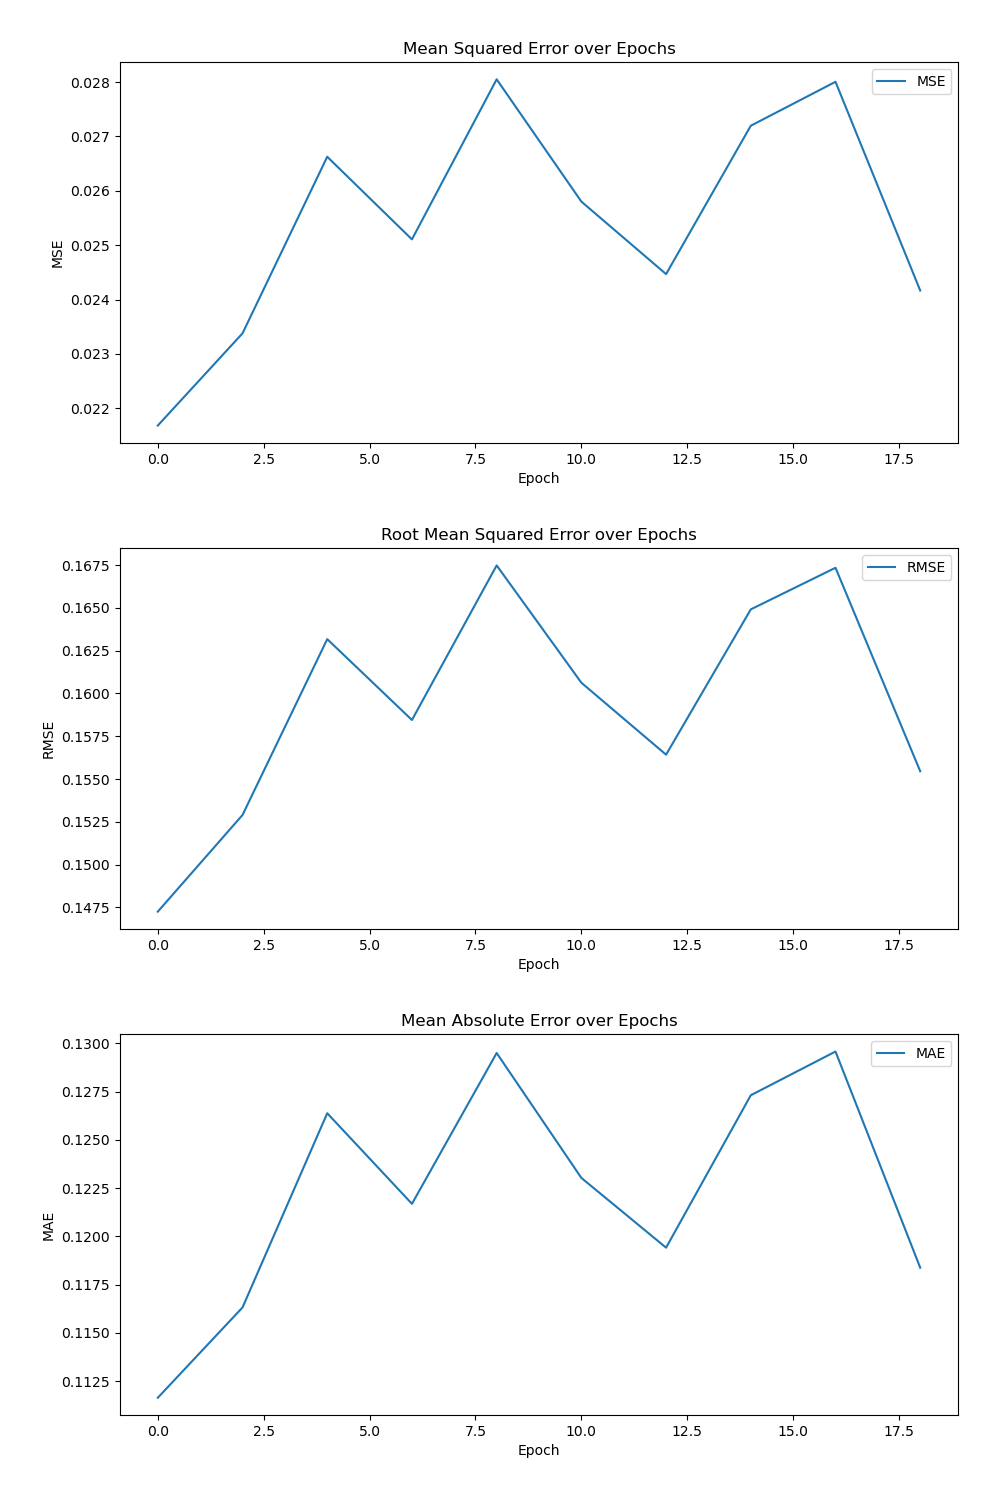 Mean Squared Error over Epochs
MSE
0.028
0.027
0.026
0.025
0.024
0.023
0.022
MSE
0.0 2.5 5.0 7.5 10.0 12.5 15.0 17.5
Epoch
Root Mean Squared Error over Epochs
RMSE
0.1675
0.1650
0.1625
0.1600
0.1575
0.1550
0.1525
0.1500
0.1475
RMSE
0.0 2.5 5.0 7.5 10.0 12.5 15.0 17.5
Epoch
Mean Absolute Error over Epochs
MAE
0.1300
0.1275
0.1250
0.1225
0.1200
0.1175
0.1150
0.1125
MAE
0.0 2.5 5.0 7.5 10.0 12.5 15.0 17.5
Epoch